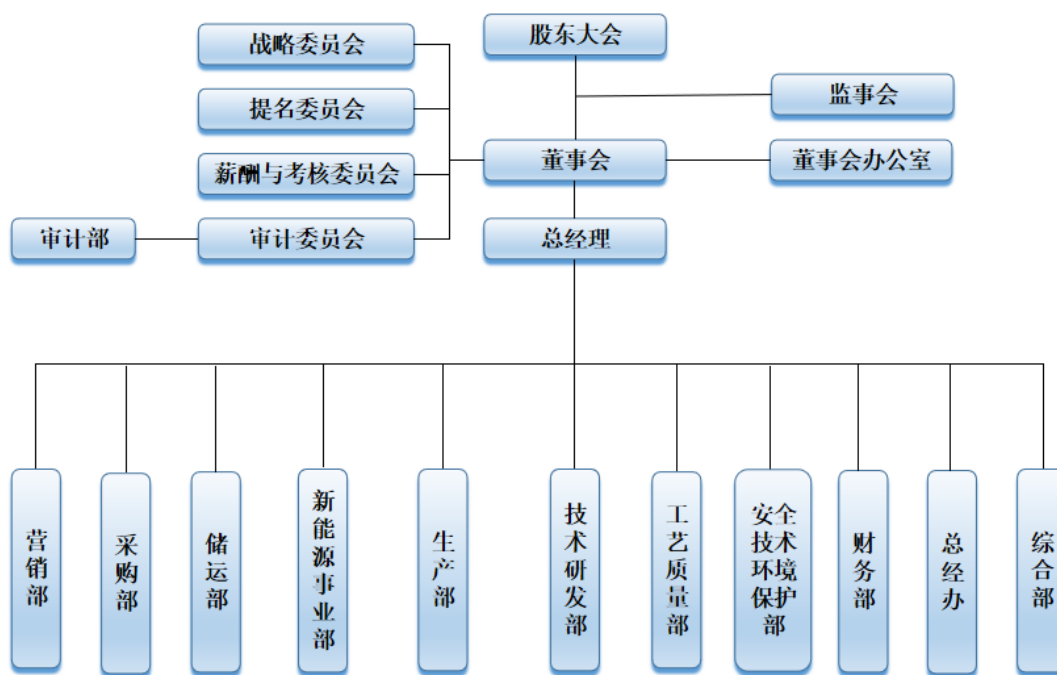 股东大会
战略委员会
监事会
提名委员会
董事会
董事会办公室
薪酬与考核委员会
审计部
审计委员会
总经理
营销部
采购部
储运部
新能源事业部
生产部
技术研发部
工艺质量部
安全技术环境保护部
财务部
总经办
综合部